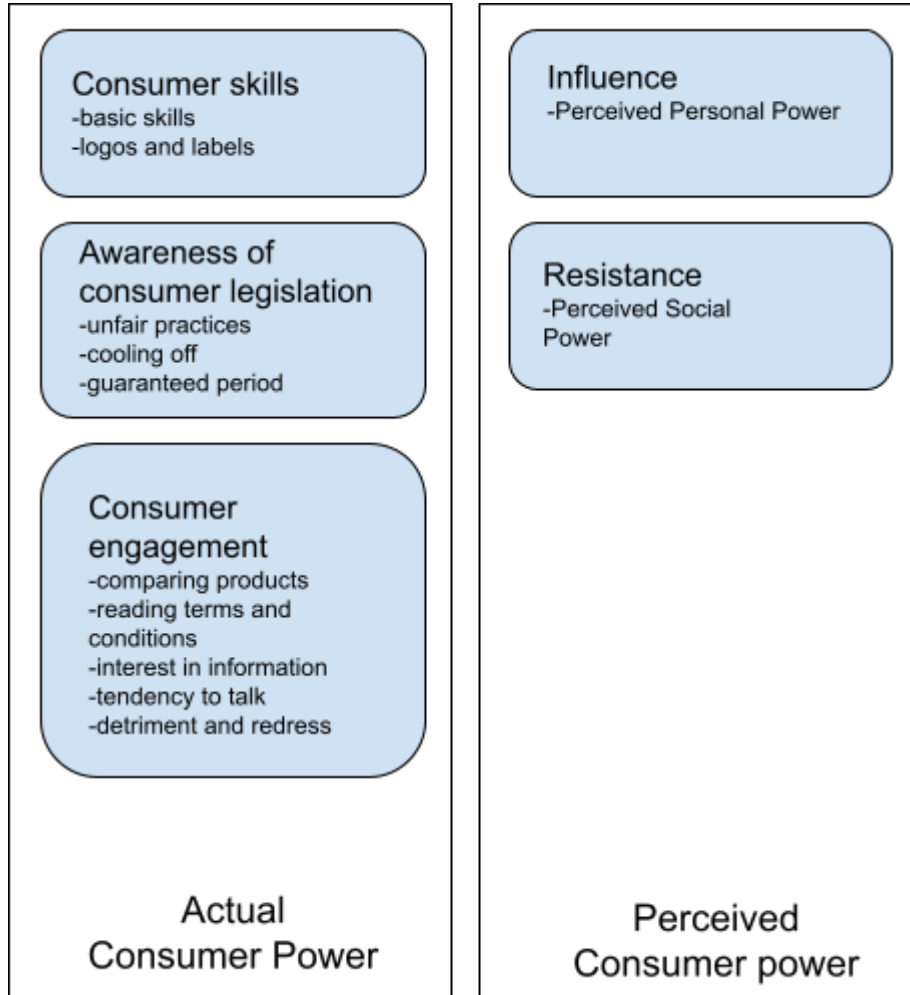 Consumer skills
-basic skills
-logos and labels
Awareness of
consumer legislation
-unfair practices
-cooling off
-guaranteed period
Consumer
engagement
-comparing products
-reading terms and
conditions
-interest in information
-tendency to talk
-detriment and redress
Actual
Consumer Power
Influence
-Perceived Personal Power
Resistance
-Perceived Social
Power
Perceived
Consumer power